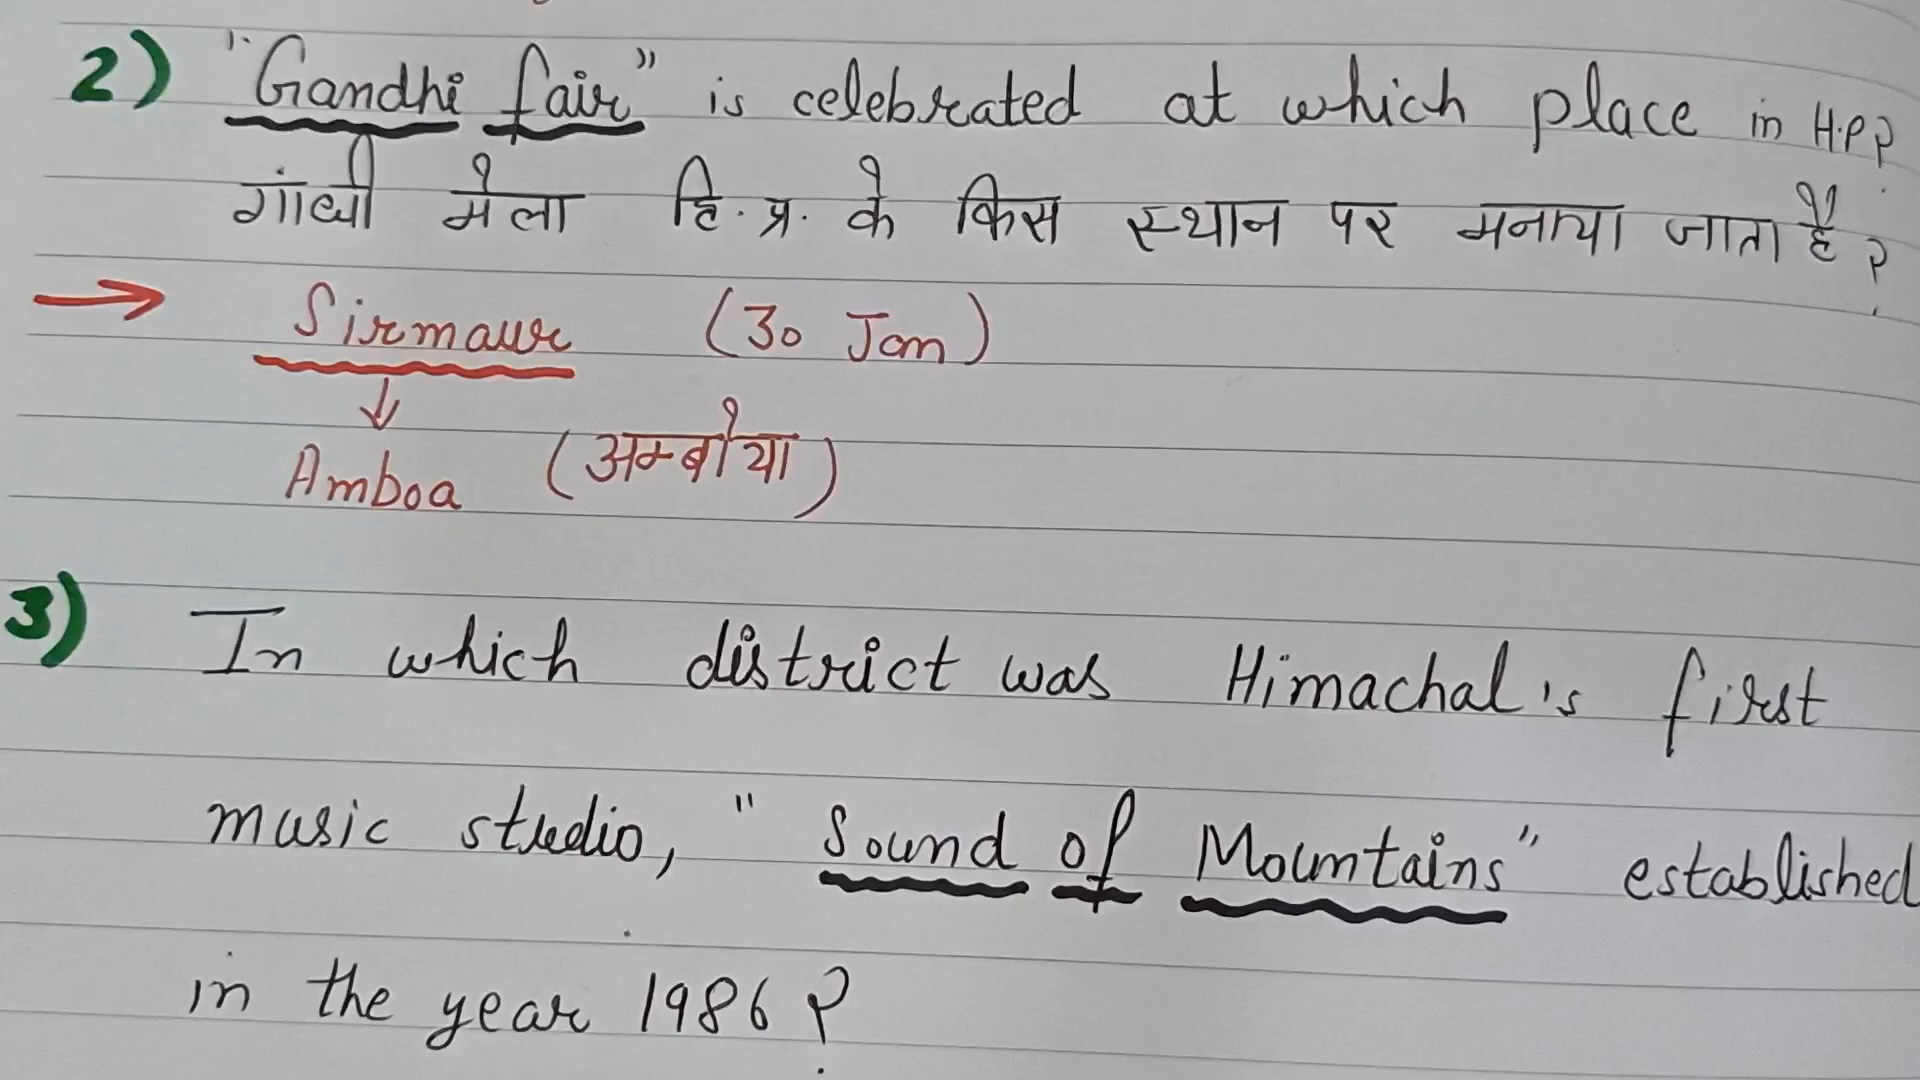 2) "Gandhi fair" is celebrated at which place in H.P?
गांधी मेला हि.प्र. के किस स्थान पर मनाया जाता है?
→ Sirmaur (30 Jan)
↓
Amboa (अम्बोया)
3) In which district was Himachal's first
music studio, "Sound of Mountains" established
in the year 1986?